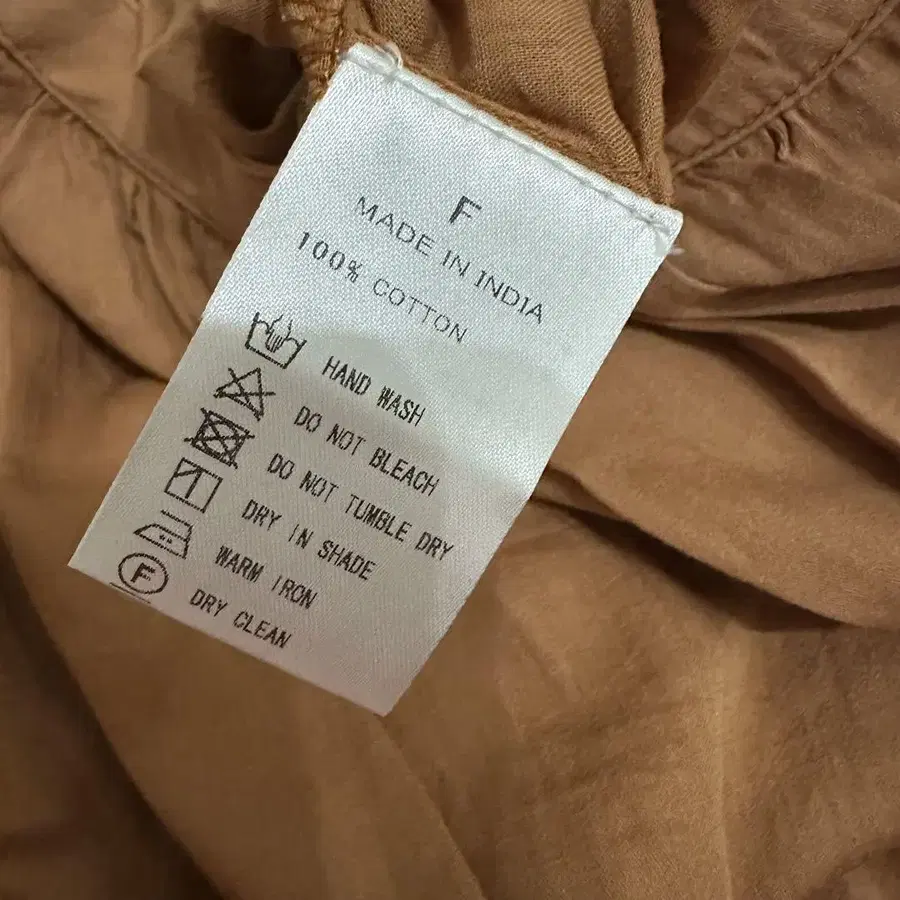 F
MADE IN INDIA
100% COTTON
HAND WASH
DO NOT BLEACH
DO NOT TUMBLE DRY
DRY IN SHADE
WARM IRON
F DRY CLEAN